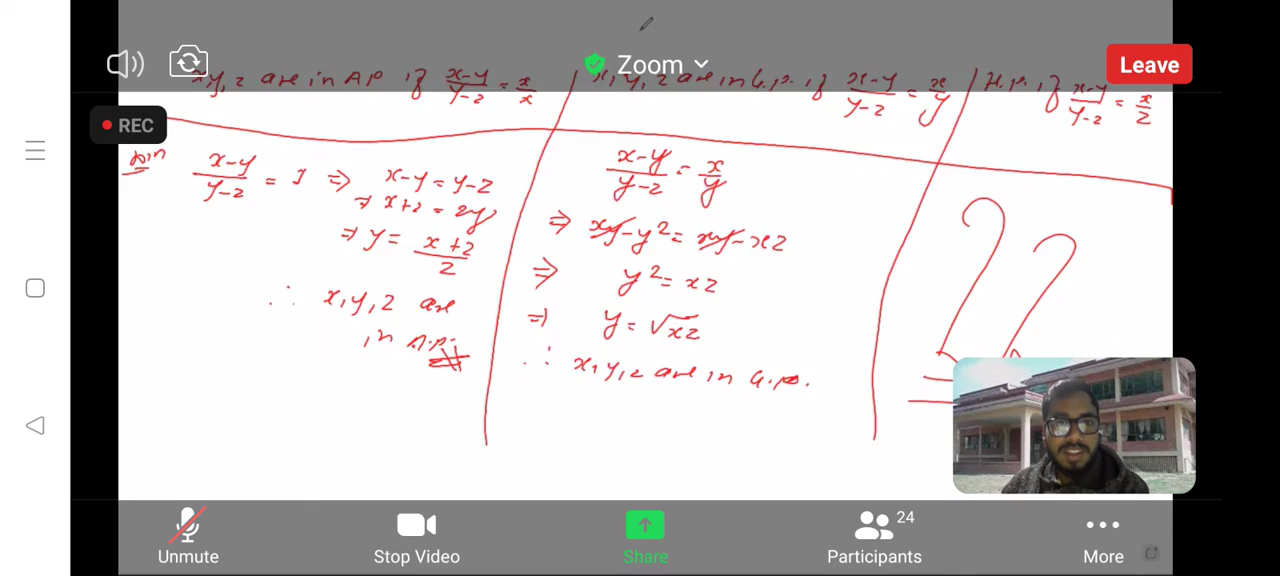 Zoom
Leave
REC
x,y,z are in A.P if x-y/y-z = x/x
x,y,z are in G.p. if x-y/y-z = x/y
H.p. if x-y/y-z = x/z
x-y/y-z = 1 ⇒ x-y = y-z
⇒ x+z = 2y
⇒ y = x+z/2
∴ x,y,z are
in A.P.
x-y/y-z = x/y
⇒ xy-y² = xy-xz
⇒ y² = xz
⇒ y = √xz
∴ x,y,z are in G.p.
??
24
Unmute
Stop Video
Share
Participants
More